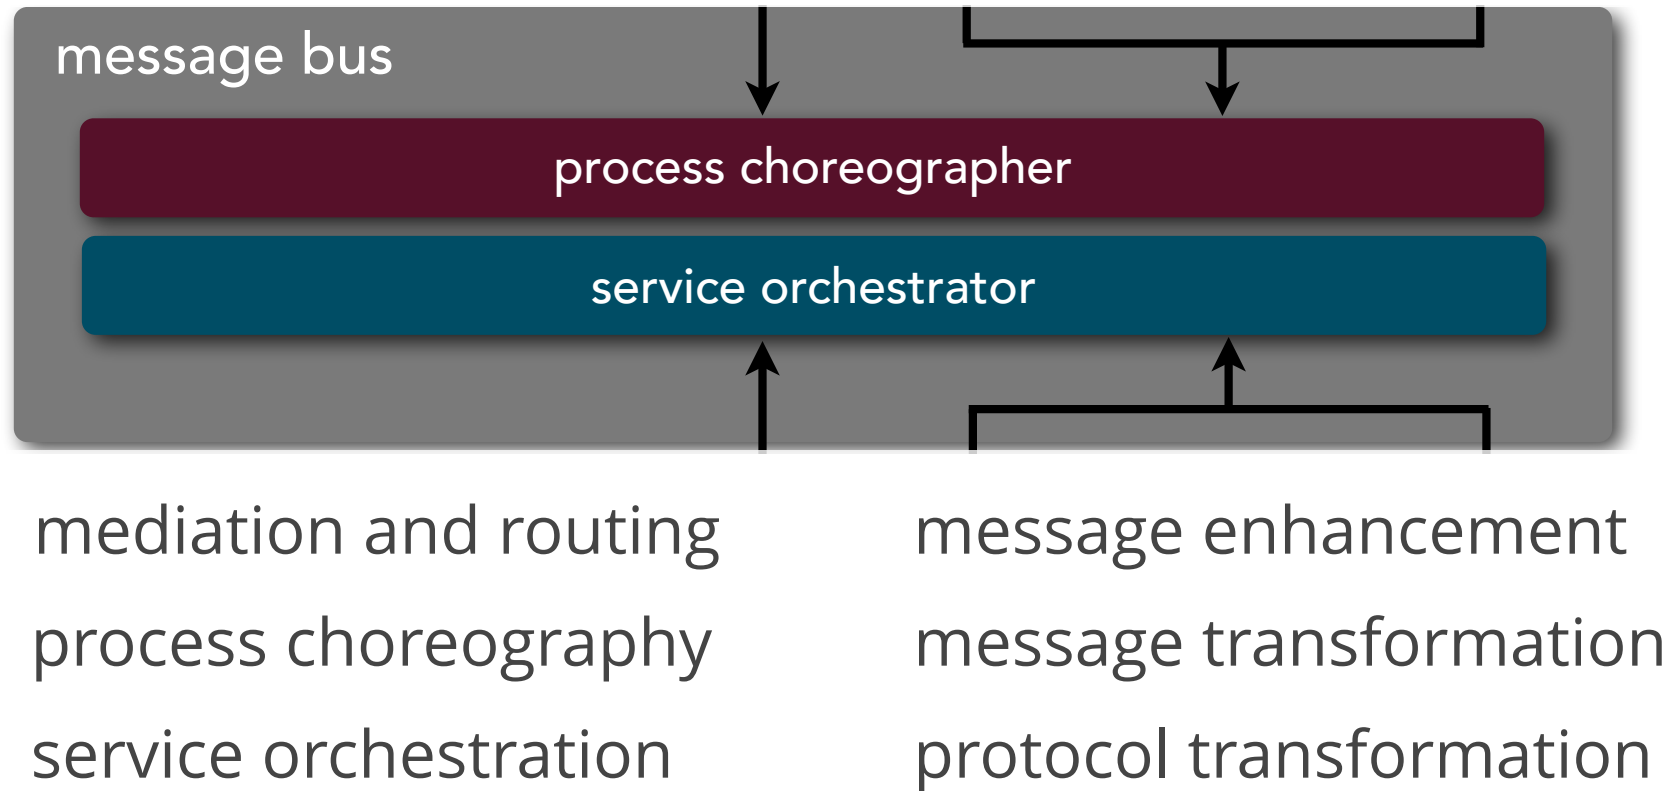 message bus
process choreographer
service orchestrator
mediation and routing
process choreography
service orchestration
message enhancement
message transformation
protocol transformation